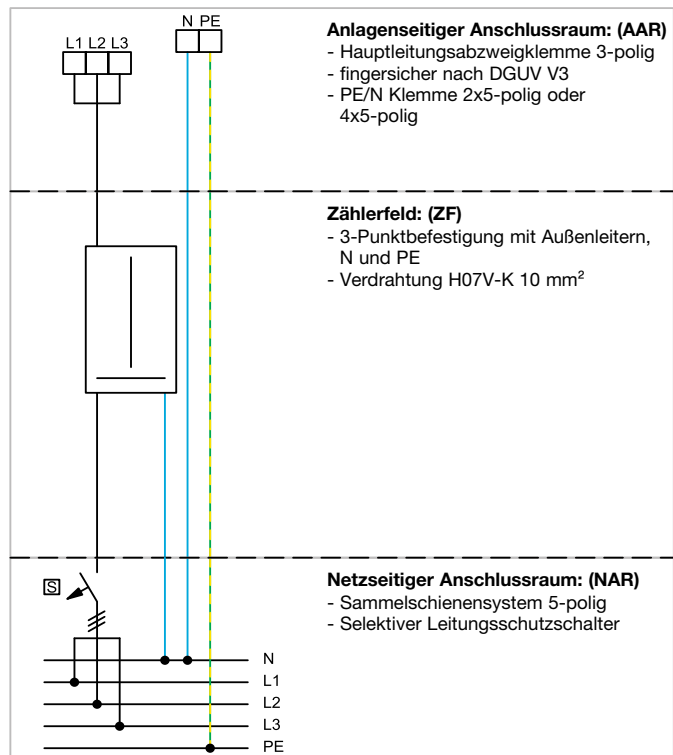 Anlagenseitiger Anschlussraum: (AAR)
- Hauptleitungsabzweigklemme 3-polig
- fingersicher nach DGUV V3
- PE/N Klemme 2x5-polig oder
4x5-polig
L1 L2 L3
N PE
Zählerfeld: (ZF)
- 3-Punktbefestigung mit Außenleitern,
N und PE
- Verdrahtung H07V-K 10 mm²
Netzseitiger Anschlussraum: (NAR)
- Sammelschienensystem 5-polig
- Selektiver Leitungsschutzschalter
S
N
L1
L2
L3
PE